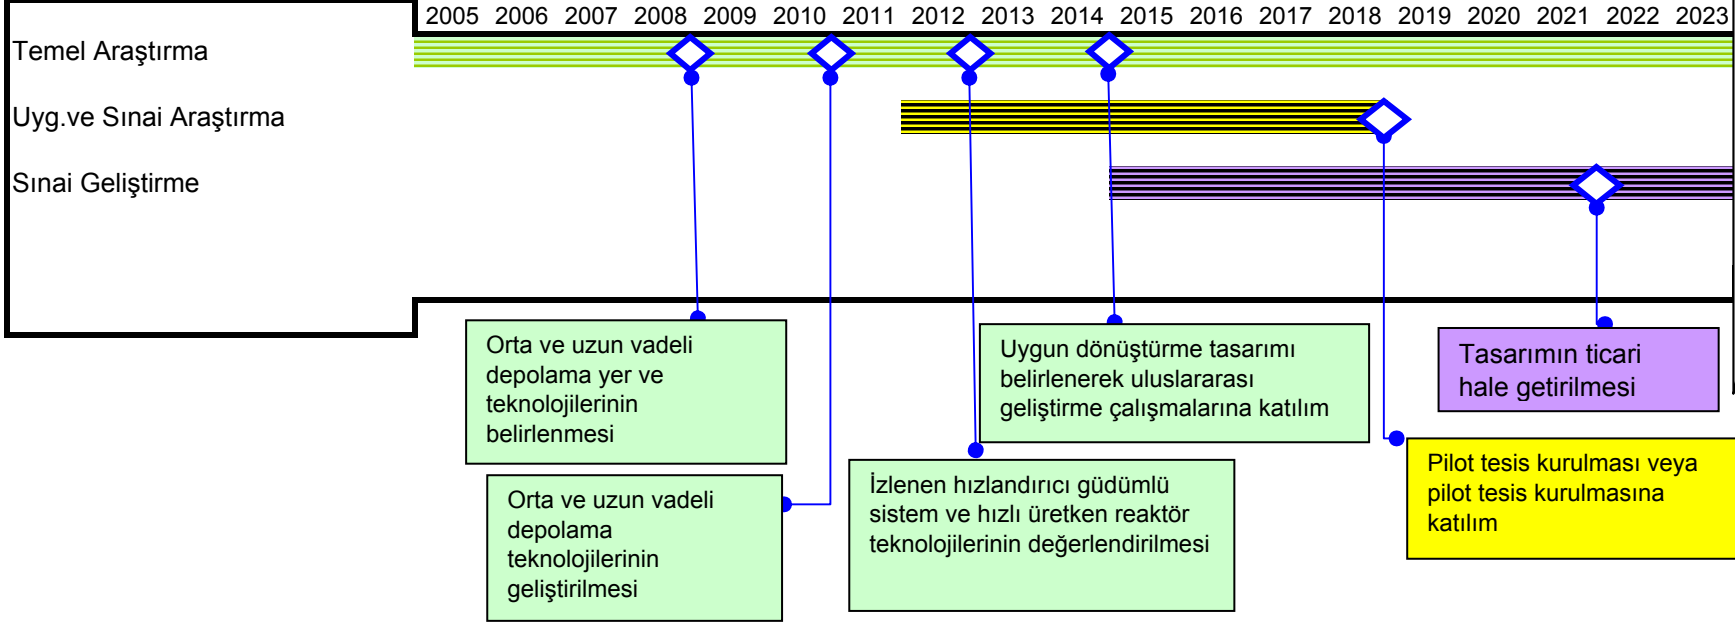 2005 2006 2007 2008 2009 2010 2011 2012 2013 2014 2015 2016 2017 2018 2019 2020 2021 2022 2023
Temel Araştırma
Uyg.ve Sınai Araştırma
Sınai Geliştirme
Orta ve uzun vadeli
depolama yer ve
teknolojilerinin
belirlenmesi
Orta ve uzun vadeli
depolama
teknolojilerinin
geliştirilmesi
İzlenen hızlandırıcı güdümlü
sistem ve hızlı üretken reaktör
teknolojilerinin değerlendirilmesi
Uygun dönüştürme tasarımı
belirlenerek uluslararası
geliştirme çalışmalarına katılım
Tasarımın ticari
hale getirilmesi
Pilot tesis kurulması veya
pilot tesis kurulmasına
katılım